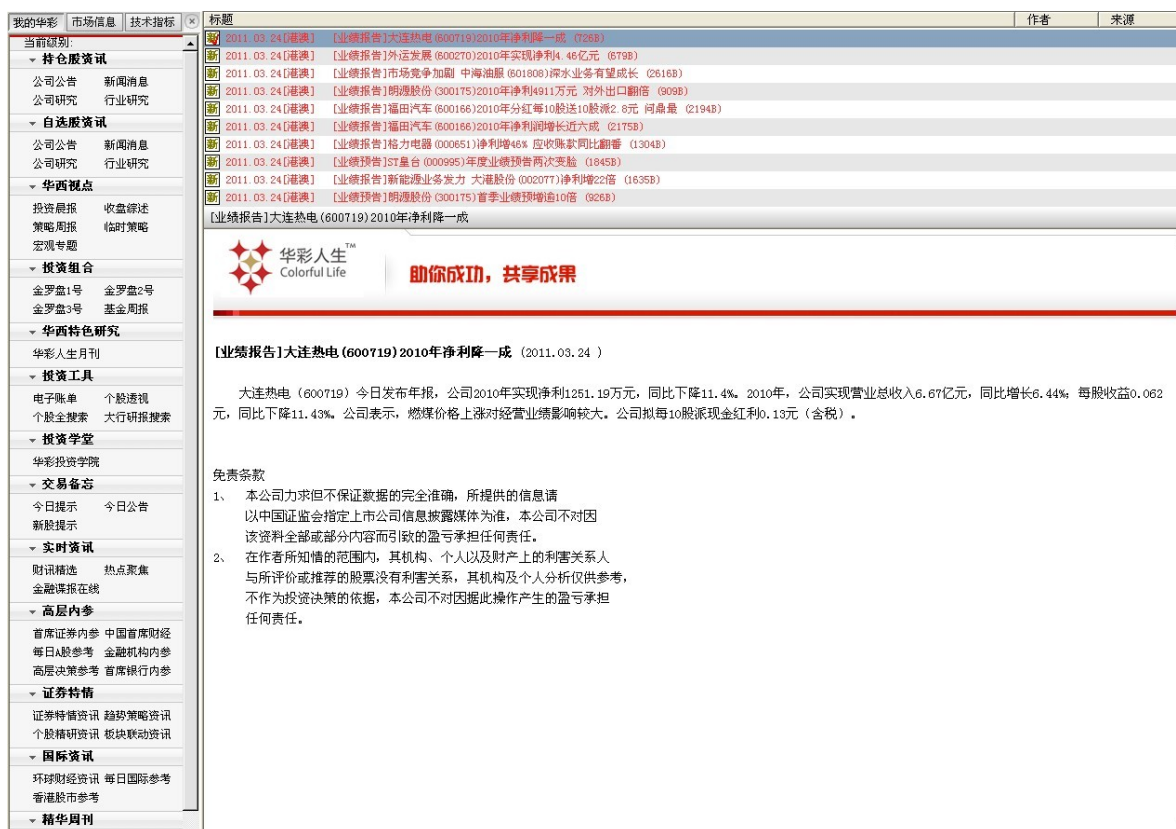 我的华彩 市场信息 技术指标
当前级别:
持仓股资讯
公司公告 新闻消息
公司研究 行业研究
自选股资讯
公司公告 新闻消息
公司研究 行业研究
华西视点
投资晨报 收盘综述
策略周报 临时策略
宏观专题
投资组合
金罗盘1号 金罗盘2号
金罗盘3号 基金周报
华西特色研究
华彩人生月刊
投资工具
电子账单 个股透视
个股全搜索 大行研报搜索
投资学堂
华彩投资学院
交易备忘
今日提示 今日公告
新股提示
实时资讯
财讯精选 热点聚焦
金融谍报在线
高层内参
首席证券内参 中国首席财经
每日A股参考 金融机构内参
高层决策参考 首席银行内参
证券特情
证券特情资讯 趋势策略资讯
个股精研资讯 板块联动资讯
国际资讯
环球财经资讯 每日国际参考
香港股市参考
精华周刊
标题 作者 来源
新 2011.03.24[港澳] [业绩报告]大连热电(600719)2010年净利降一成 (726B)
新 2011.03.24[港澳] [业绩报告]外运发展(600270)2010年实现净利4.46亿元 (679B)
新 2011.03.24[港澳] [业绩报告]市场竞争加剧 中海油服(601808)深水业务有望成长 (2616B)
新 2011.03.24[港澳] [业绩报告]朗源股份(300175)2010年净利4911万元 对外出口翻倍 (909B)
新 2011.03.24[港澳] [业绩报告]福田汽车(600166)2010年分红每10股送10股派2.8元 问鼎最 (2194B)
新 2011.03.24[港澳] [业绩报告]福田汽车(600166)2010年净利润增长近六成 (2175B)
新 2011.03.24[港澳] [业绩报告]格力电器(000651)净利增46% 应收账款同比翻番 (1304B)
新 2011.03.24[港澳] [业绩预告]ST皇台(000995)年度业绩预告两次变脸 (1845B)
新 2011.03.24[港澳] [业绩报告]新能源业务发力 大港股份(002077)净利增22倍 (1635B)
新 2011.03.24[港澳] [业绩预告]朗源股份(300175)首季业绩预增逾10倍 (926B)
[业绩报告]大连热电(600719)2010年净利降一成
华彩人生™
Colorful Life
助你成功，共享成果
[业绩报告]大连热电(600719)2010年净利降一成 (2011.03.24 )
大连热电（600719）今日发布年报，公司2010年实现净利1251.19万元，同比下降11.4%。2010年，公司实现营业总收入6.67亿元，同比增长6.44%；每股收益0.062
元，同比下降11.43%。公司表示，燃煤价格上涨对经营业绩影响较大。公司拟每10股派现金红利0.13元（含税）。
免责条款
1、 本公司力求但不保证数据的完全准确，所提供的信息请
以中国证监会指定上市公司信息披露媒体为准，本公司不对因
该资料全部或部分内容而引致的盈亏承担任何责任。
2、 在作者所知情的范围内，其机构、个人以及财产上的利害关系人
与所评价或推荐的股票没有利害关系，其机构及个人分析仅供参考，
不作为投资决策的依据，本公司不对因据此操作产生的盈亏承担
任何责任。